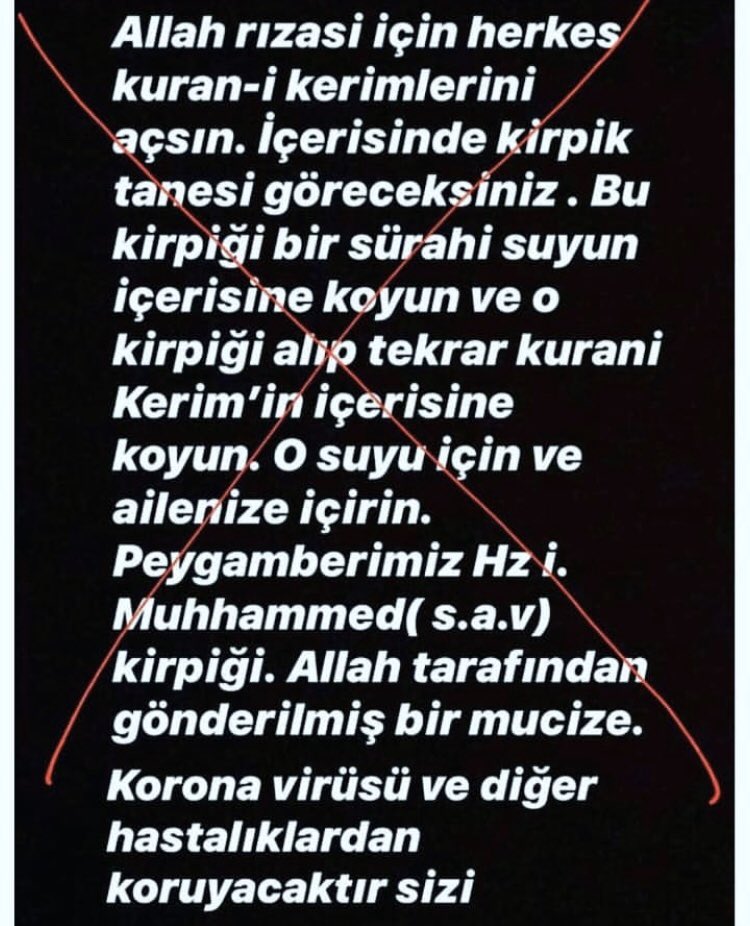 Allah rızasi için herkes
kuran-i kerimlerini
açsın. İçerisinde kirpik
tanesi göreceksiniz . Bu
kirpiği bir sürahi suyun
içerisine koyun ve o
kirpiği alıp tekrar kurani
Kerim’in içerisine
koyun. O suyu için ve
ailenize içirin.
Peygamberimiz Hz i.
Muhhammed( s.a.v)
kirpiği. Allah tarafından
gönderilmiş bir mucize.
Korona virüsü ve diğer
hastalıklardan
koruyacaktır sizi